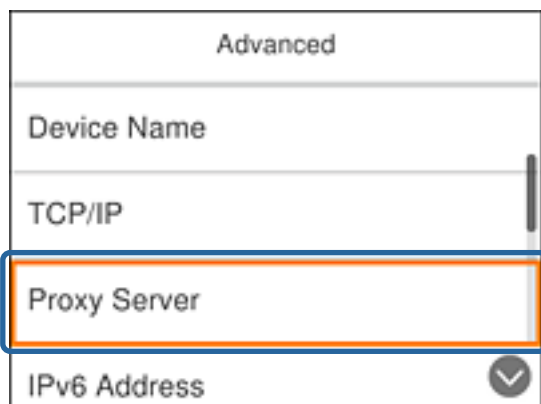 Advanced
Device Name
TCP/IP
Proxy Server
IPv6 Address